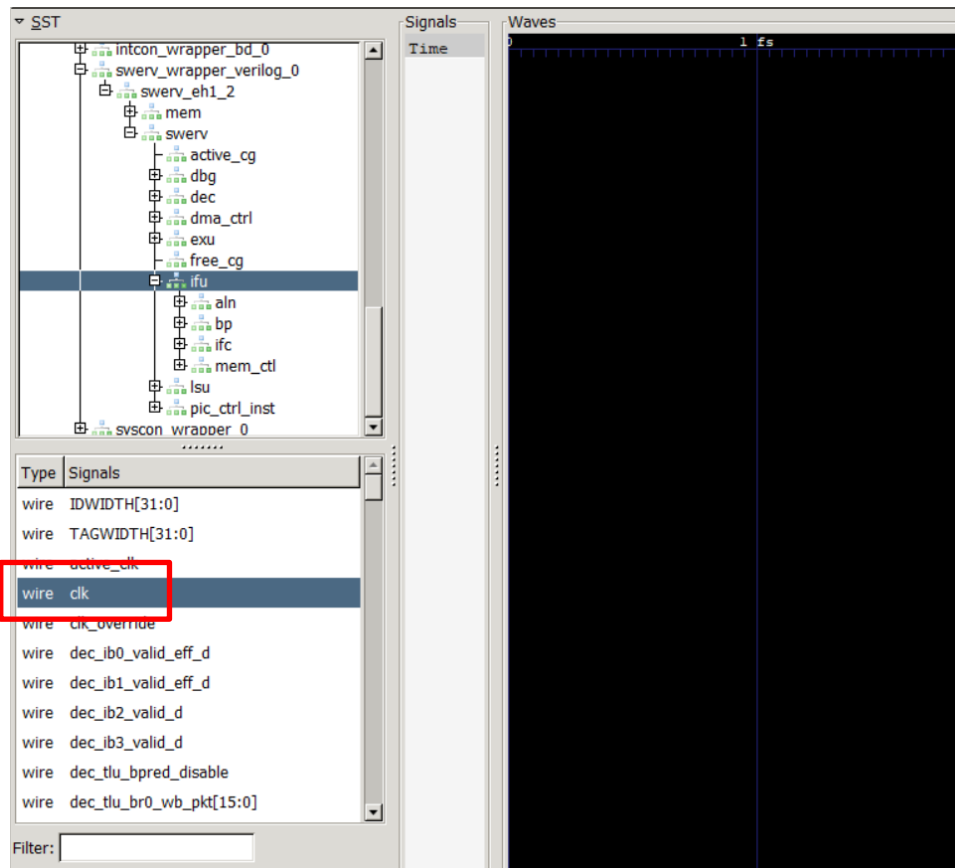 SST
intcon_wrapper_bd_0
swerv_wrapper_verilog_0
swerv_eh1_2
mem
swerv
active_cg
dbg
dec
dma_ctrl
exu
free_cg
ifu
aln
bp
ifc
mem_ctl
lsu
pic_ctrl_inst
syscon_wrapper_0
Type Signals
wire IDWIDTH[31:0]
wire TAGWIDTH[31:0]
wire active_clk
wire clk
wire clk_override
wire dec_ib0_valid_eff_d
wire dec_ib1_valid_eff_d
wire dec_ib2_valid_d
wire dec_ib3_valid_d
wire dec_tlu_bpred_disable
wire dec_tlu_br0_wb_pkt[15:0]
Filter:
Signals
Time
Waves
0 1 fs